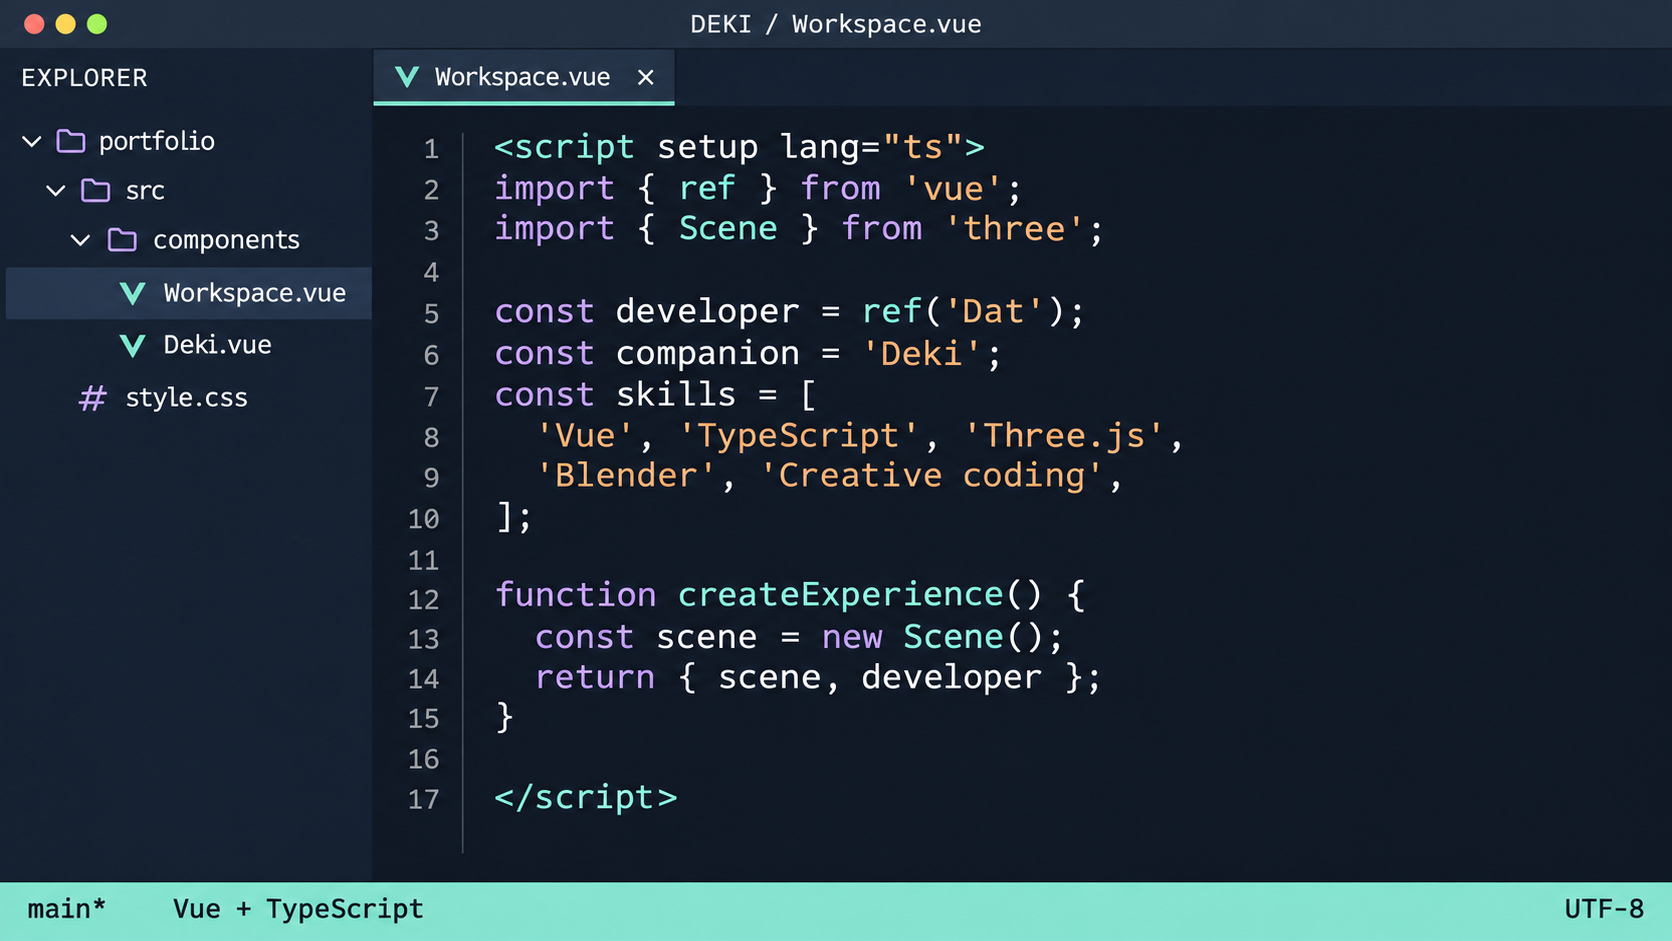 DEKI / Workspace.vue
EXPLORER
portfolio
src
components
Workspace.vue
Deki.vue
# style.css
Workspace.vue ×
1 <script setup lang="ts">
2 import { ref } from 'vue';
3 import { Scene } from 'three';
4
5 const developer = ref('Dat');
6 const companion = 'Deki';
7 const skills = [
8   'Vue', 'TypeScript', 'Three.js',
9   'Blender', 'Creative coding',
10 ];
11
12 function createExperience() {
13   const scene = new Scene();
14   return { scene, developer };
15 }
16
17 </script>
main* Vue + TypeScript UTF-8